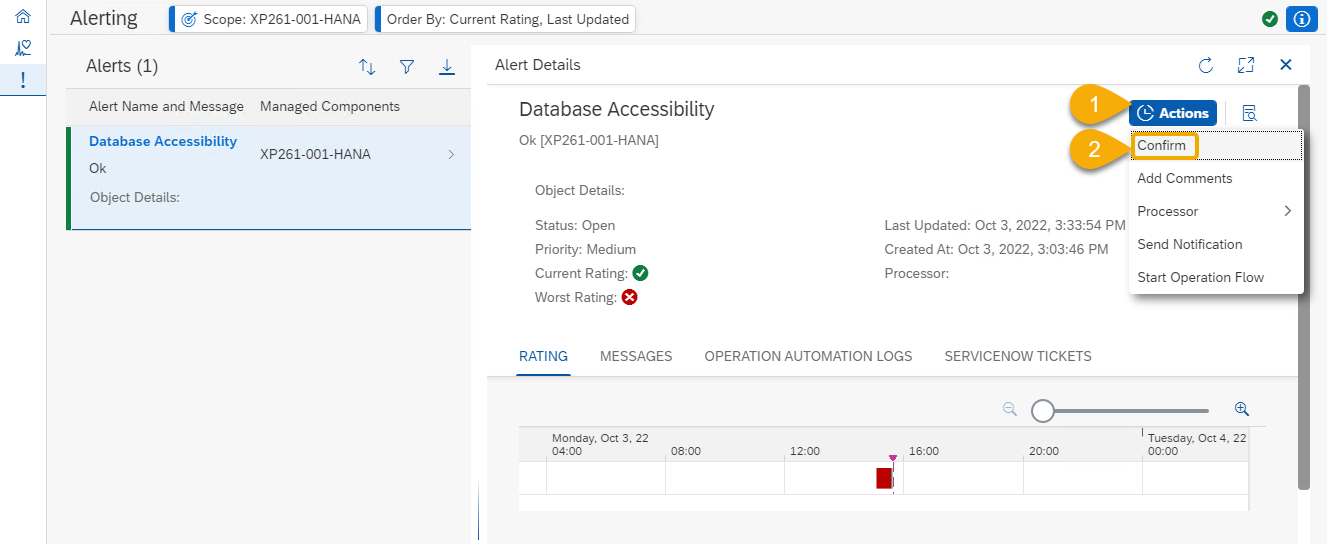 Alerting
Scope: XP261-001-HANA
Order By: Current Rating, Last Updated
Alerts (1)
Alert Name and Message
Managed Components
Database Accessibility
Ok
XP261-001-HANA
Object Details:
Alert Details
Database Accessibility
Ok [XP261-001-HANA]
1
Actions
2
Confirm
Add Comments
Processor
Send Notification
Start Operation Flow
Object Details:
Status: Open
Priority: Medium
Current Rating:
Worst Rating:
Last Updated: Oct 3, 2022, 3:33:54 PM
Created At: Oct 3, 2022, 3:03:46 PM
Processor:
RATING
MESSAGES
OPERATION AUTOMATION LOGS
SERVICENOW TICKETS
Monday, Oct 3, 22
Tuesday, Oct 4, 22
04:00
08:00
12:00
16:00
20:00
00:00